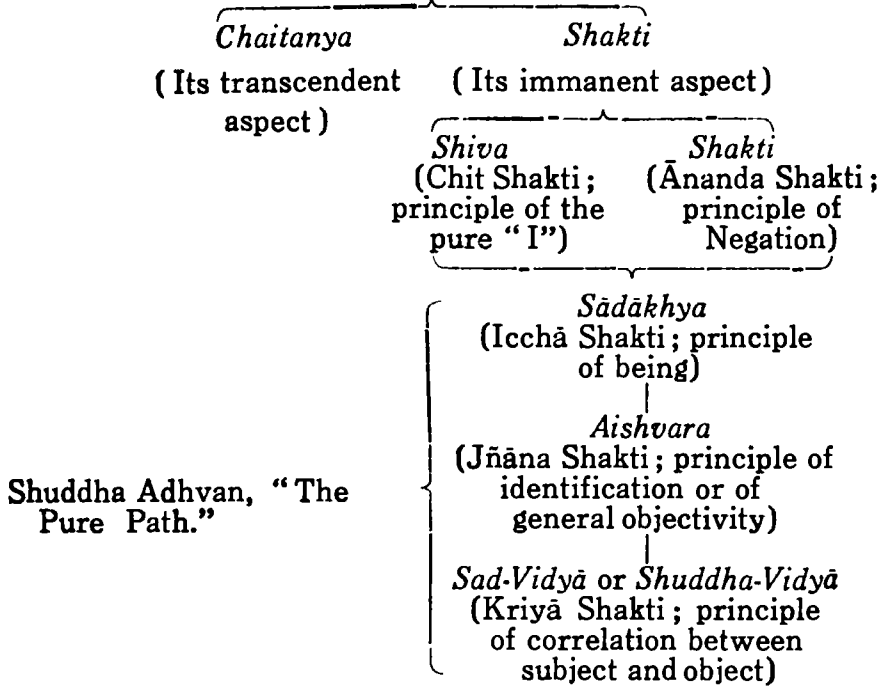 Chaitanya Shakti
(Its transcendent aspect) (Its immanent aspect)
Shiva Shakti
(Chit Shakti; principle of the pure “I”) (Ānanda Shakti; principle of Negation)
Sādākhya
(Icchā Shakti; principle
of being)
Aishvara
(Jñāna Shakti; principle of
identification or of
general objectivity)
Shuddha Adhvan, “The
Pure Path.”
Sad-Vidyā or Shuddha-Vidyā
(Kriyā Shakti; principle
of correlation between
subject and object)